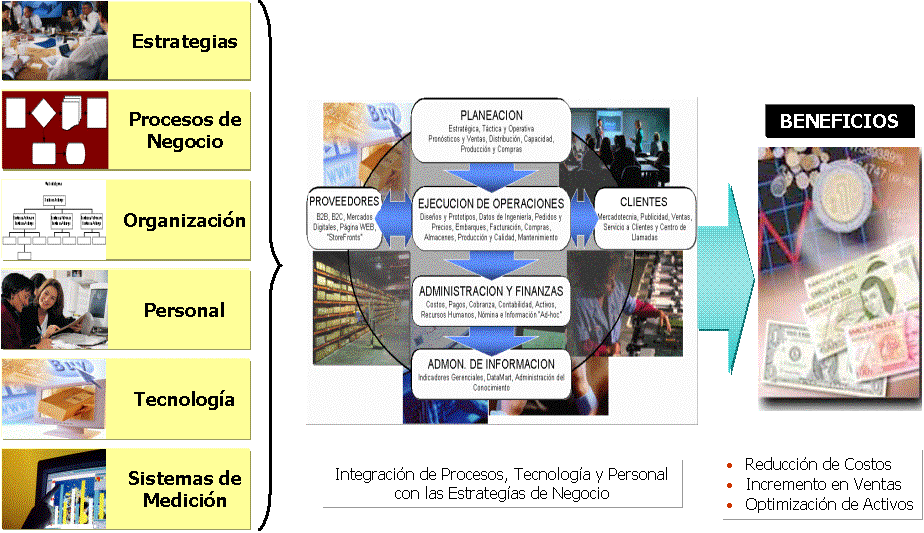 Estrategias
Procesos de
Negocio
Organización
Personal
Tecnología
Sistemas de
Medición
Buy
PLANEACION
Estratégica, Táctica y Operativa
Pronósticos y Ventas, Distribución, Capacidad,
Producción y Compras
PROVEEDORES
B2B, B2C, Mercados
Digitales, Página WEB,
"StoreFronts"
EJECUCION DE OPERACIONES
Diseños y Prototipos, Datos de Ingeniería, Pedidos y
Precios, Embarques, Facturación, Compras,
Almacenes, Producción y Calidad, Mantenimiento
CLIENTES
Mercadotecnia, Publicidad, Ventas,
Servicio a Clientes y Centro de
Llamadas
ADMINISTRACION Y FINANZAS
Costos, Pagos, Cobranza, Contabilidad, Activos,
Recursos Humanos, Nómina e Información "Ad-hoc"
ADMON. DE INFORMACION
Indicadores Gerenciales, DataMart, Administración del
Conocimiento
Integración de Procesos, Tecnología y Personal
con las Estrategías de Negocio
BENEFICIOS
• Reducción de Costos
• Incremento en Ventas
• Optimización de Activos